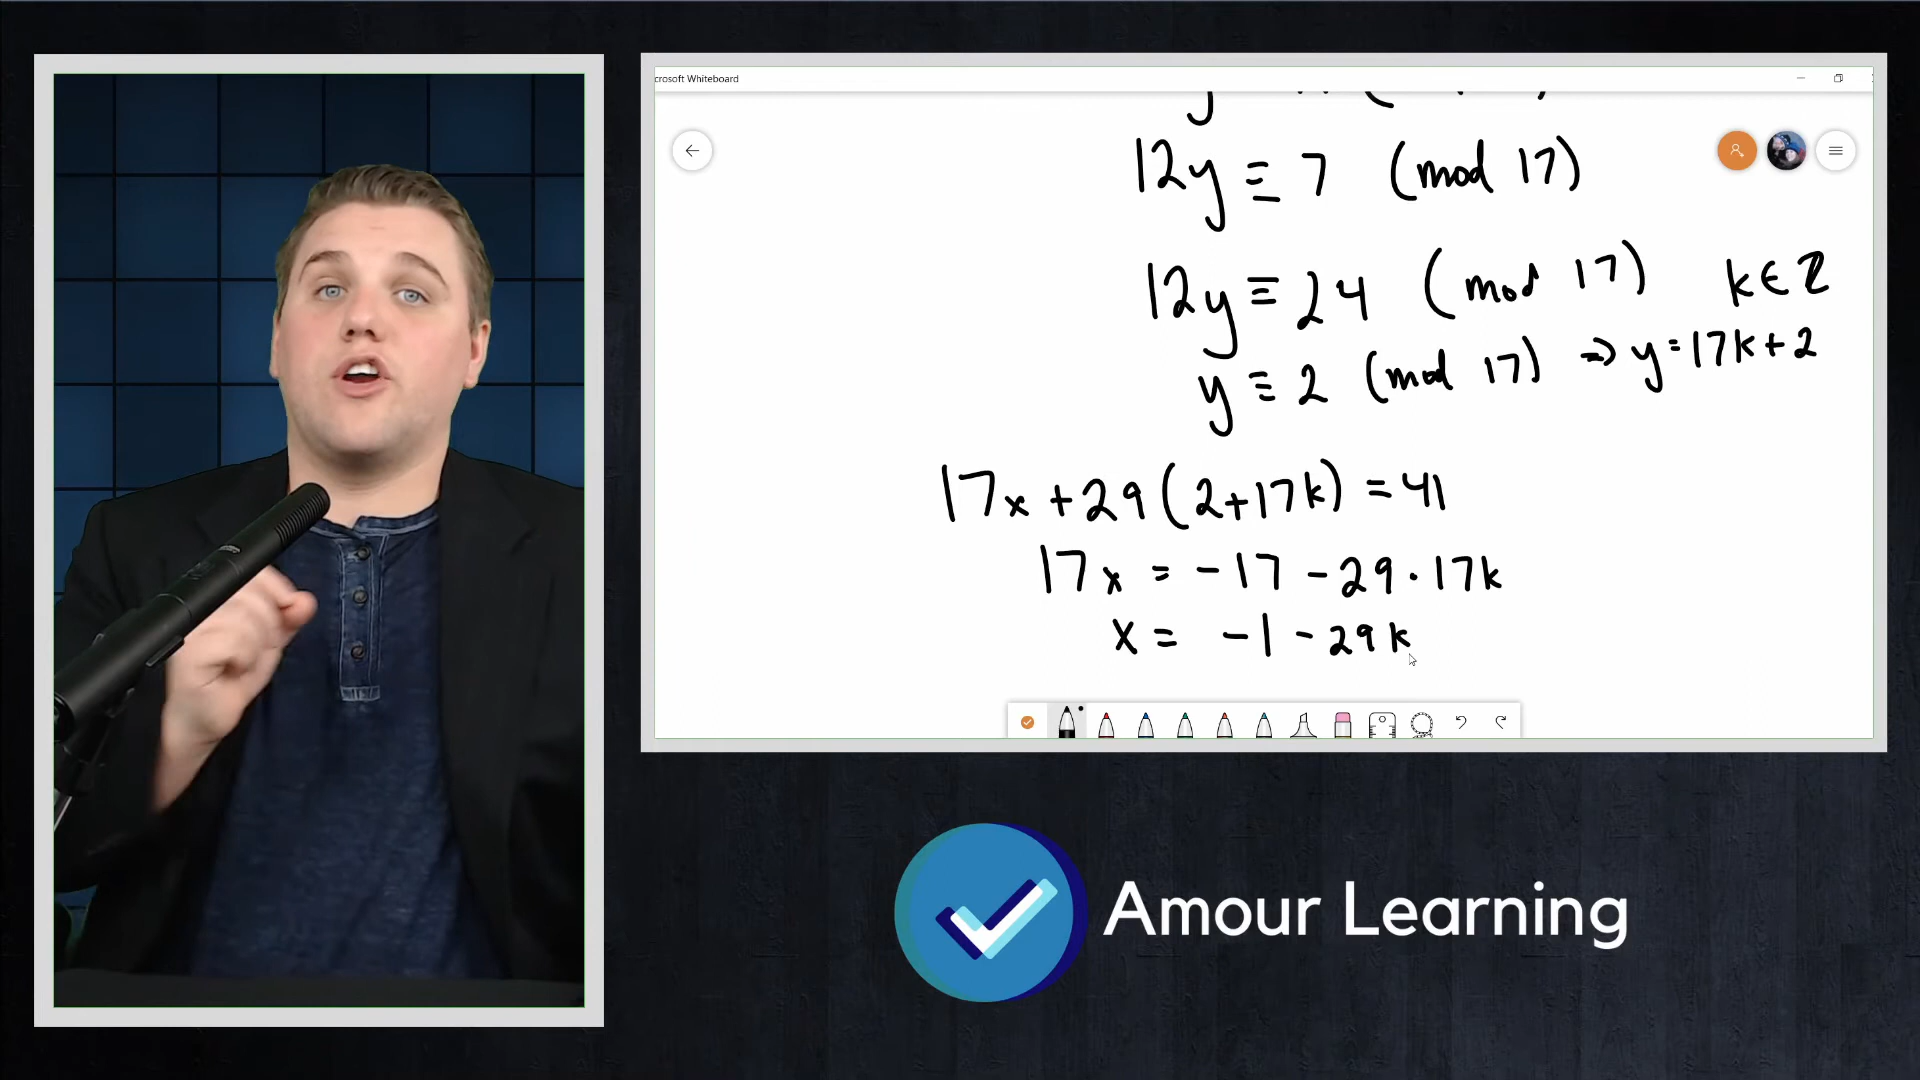 crosoft Whiteboard
12y ≡ 7 (mod 17)
12y ≡ 24 (mod 17)
k ∈ Z
y ≡ 2 (mod 17) ⇒ y = 17k + 2
17x + 29 (2 + 17k) = 41
17x = -17 - 29 · 17k
x = -1 - 29k
Amour Learning